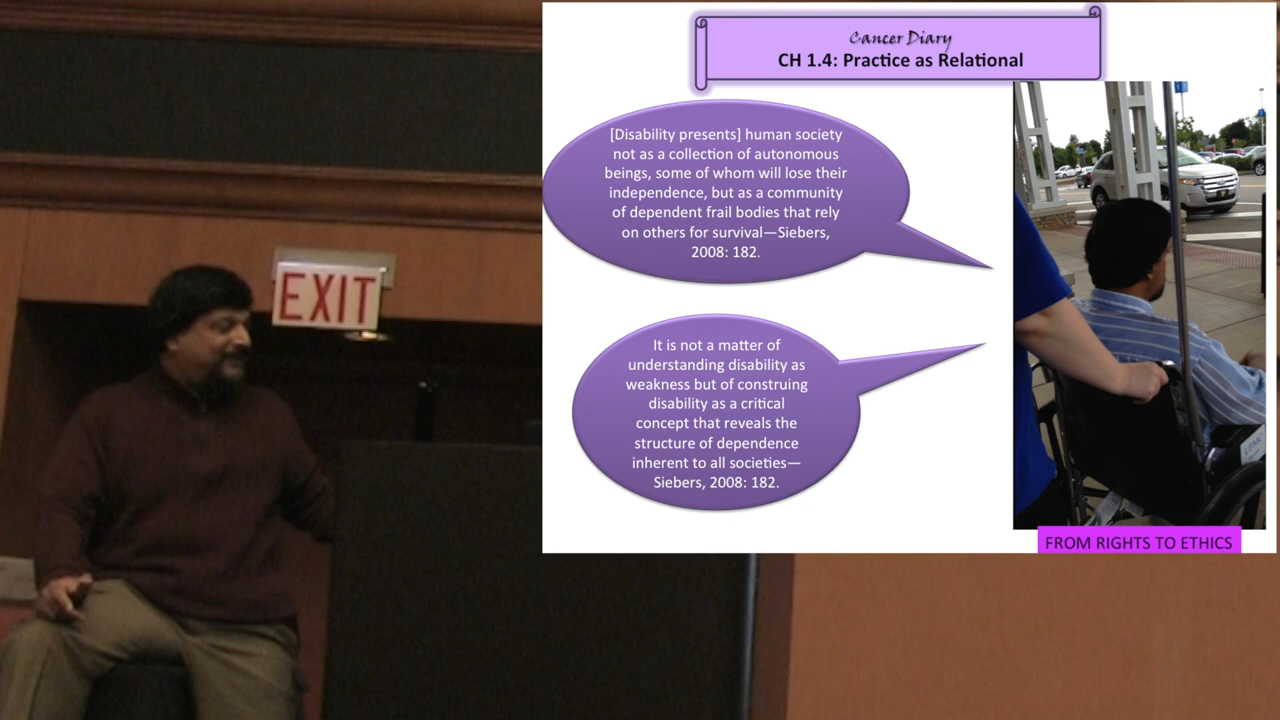 Cancer Diary
CH 1.4: Practice as Relational
[Disability presents] human society
not as a collection of autonomous
beings, some of whom will lose their
independence, but as a community
of dependent frail bodies that rely
on others for survival—Siebers,
2008: 182.
It is not a matter of
understanding disability as
weakness but of construing
disability as a critical
concept that reveals the
structure of dependence
inherent to all societies—
Siebers, 2008: 182.
FROM RIGHTS TO ETHICS
EXIT